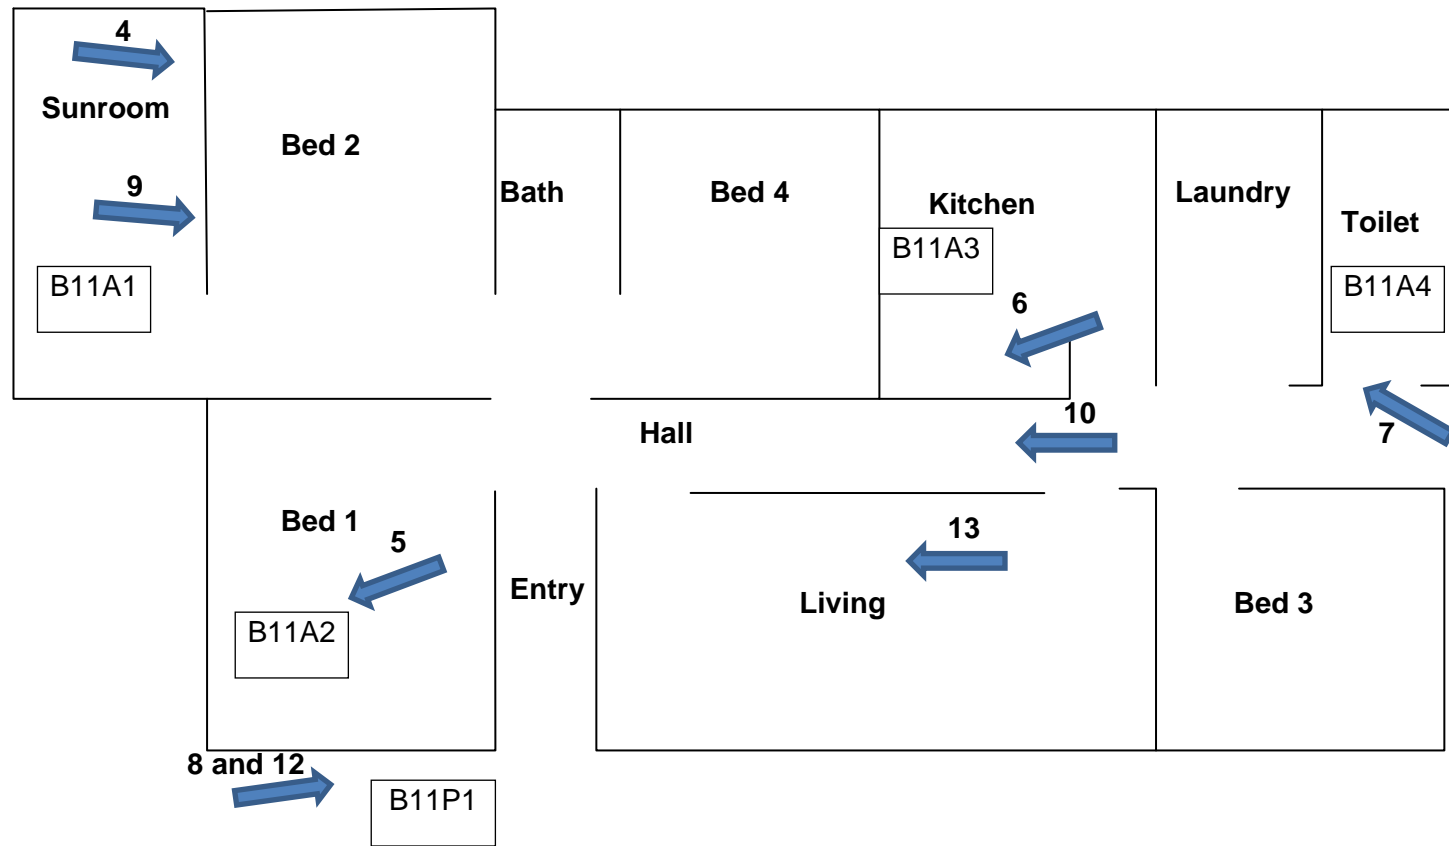 4
Sunroom
Bed 2
9
Bath
Bed 4
Kitchen
Laundry
Toilet
B11A1
B11A3
B11A4
6
10
7
Hall
Bed 1
5
13
Entry
Living
Bed 3
B11A2
8 and 12
B11P1